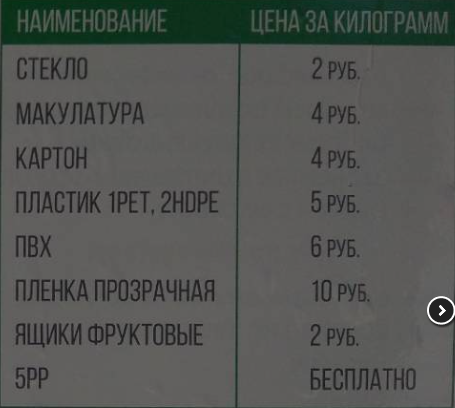 НАИМЕНОВАНИЕ ЦЕНА ЗА КИЛОГРАММ
СТЕКЛО 2 РУБ.
МАКУЛАТУРА 4 РУБ.
КАРТОН 4 РУБ.
ПЛАСТИК 1PET, 2HDPE 5 РУБ.
ПВХ 6 РУБ.
ПЛЕНКА ПРОЗРАЧНАЯ 10 РУБ.
ЯЩИКИ ФРУКТОВЫЕ 2 РУБ.
5PP БЕСПЛАТНО